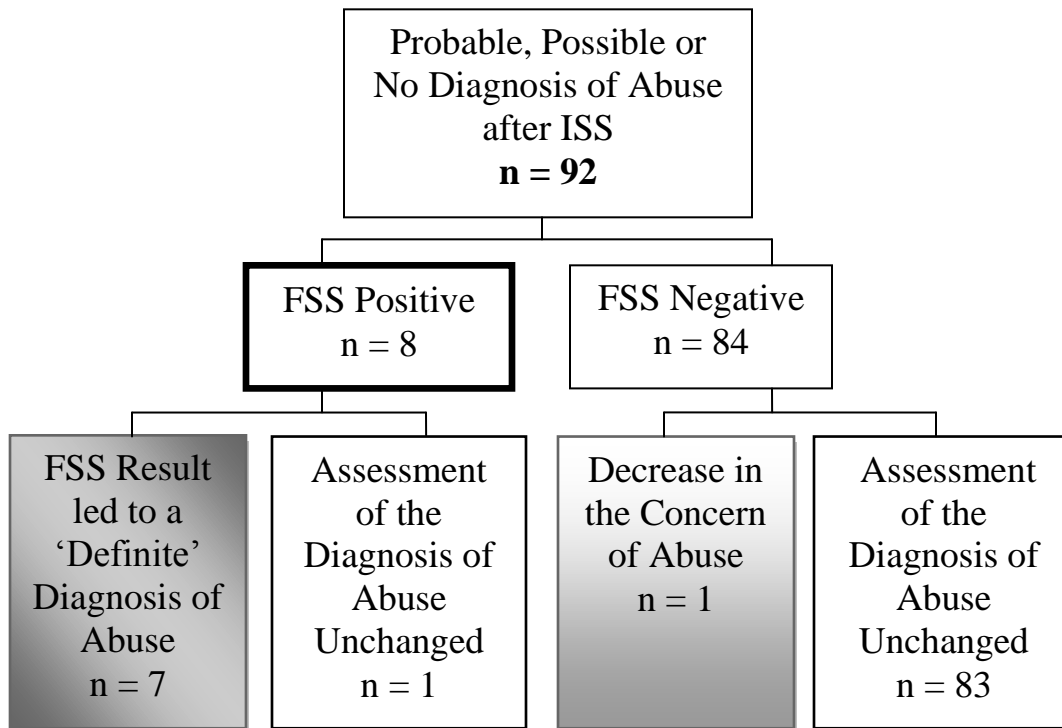 Probable, Possible or
No Diagnosis of Abuse
after ISS
n = 92
FSS Positive
n = 8
FSS Negative
n = 84
FSS Result
led to a
‘Definite’
Diagnosis of
Abuse
n = 7
Assessment
of the
Diagnosis of
Abuse
Unchanged
n = 1
Decrease in
the Concern
of Abuse
n = 1
Assessment
of the
Diagnosis of
Abuse
Unchanged
n = 83